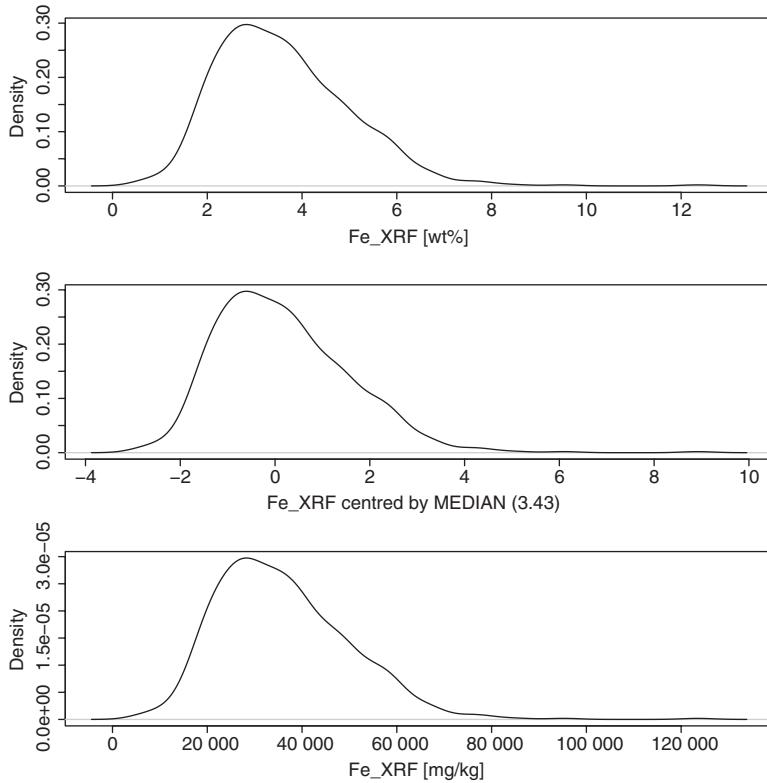 Density
0.00 0.10 0.20 0.30
0 2 4 6 8 10 12
Fe_XRF [wt%]
Density
0.00 0.10 0.20 0.30
−4 −2 0 2 4 6 8 10
Fe_XRF centred by MEDIAN (3.43)
Density
0.0e+00 1.5e−05 3.0e−05
0 20 000 40 000 60 000 80 000 100 000 120 000
Fe_XRF [mg/kg]